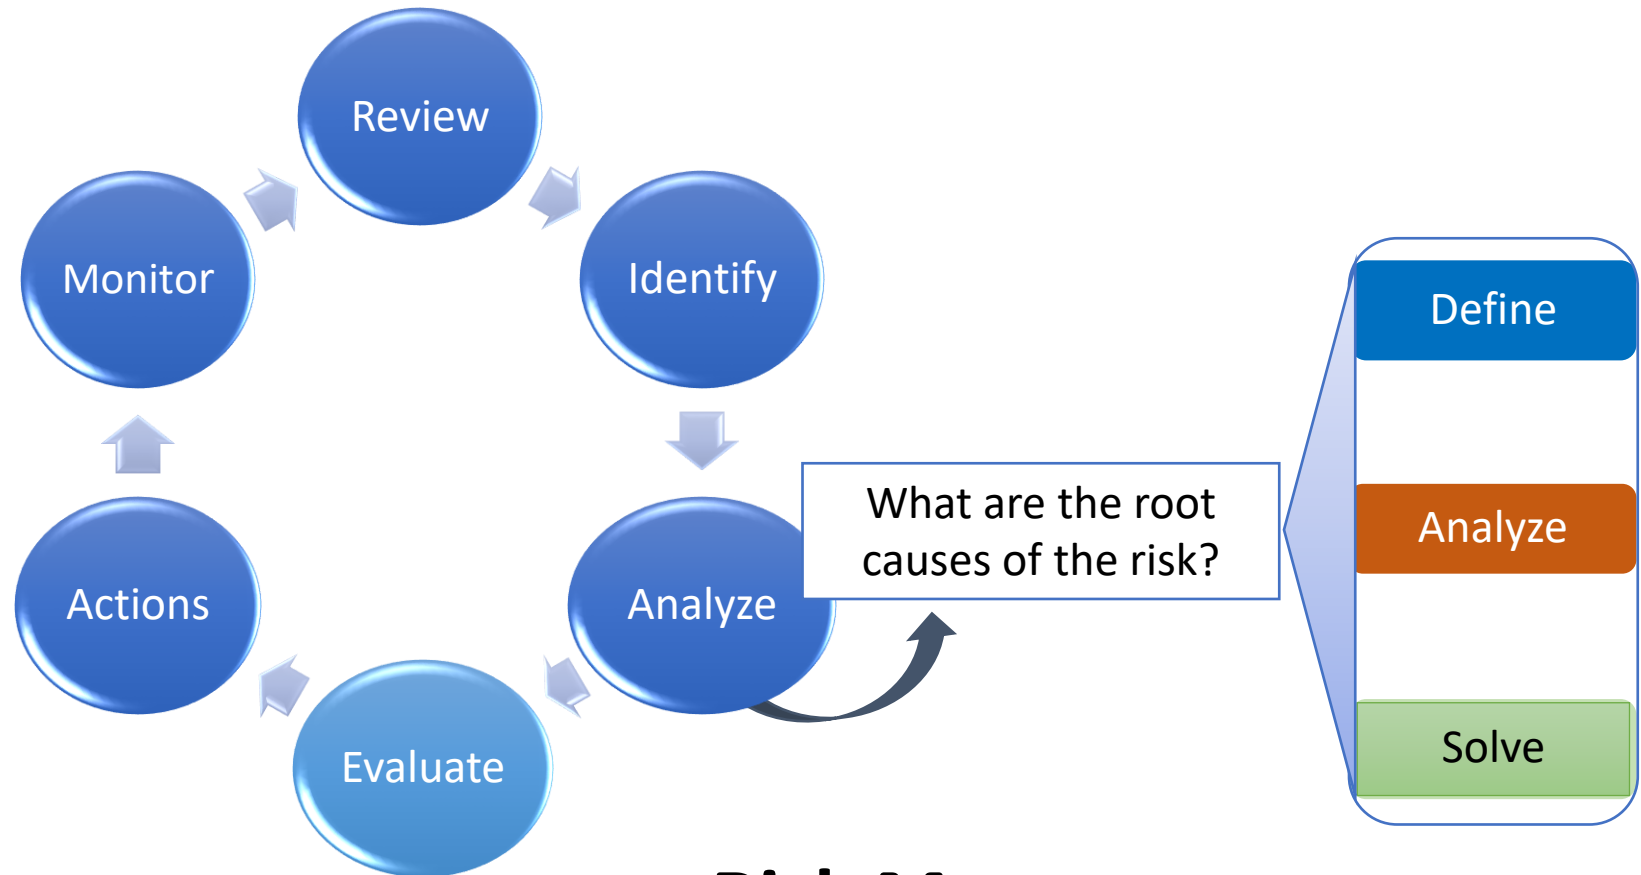 Review
Monitor
Identify
Define
What are the root
causes of the risk?
Analyze
Actions
Analyze
Evaluate
Solve